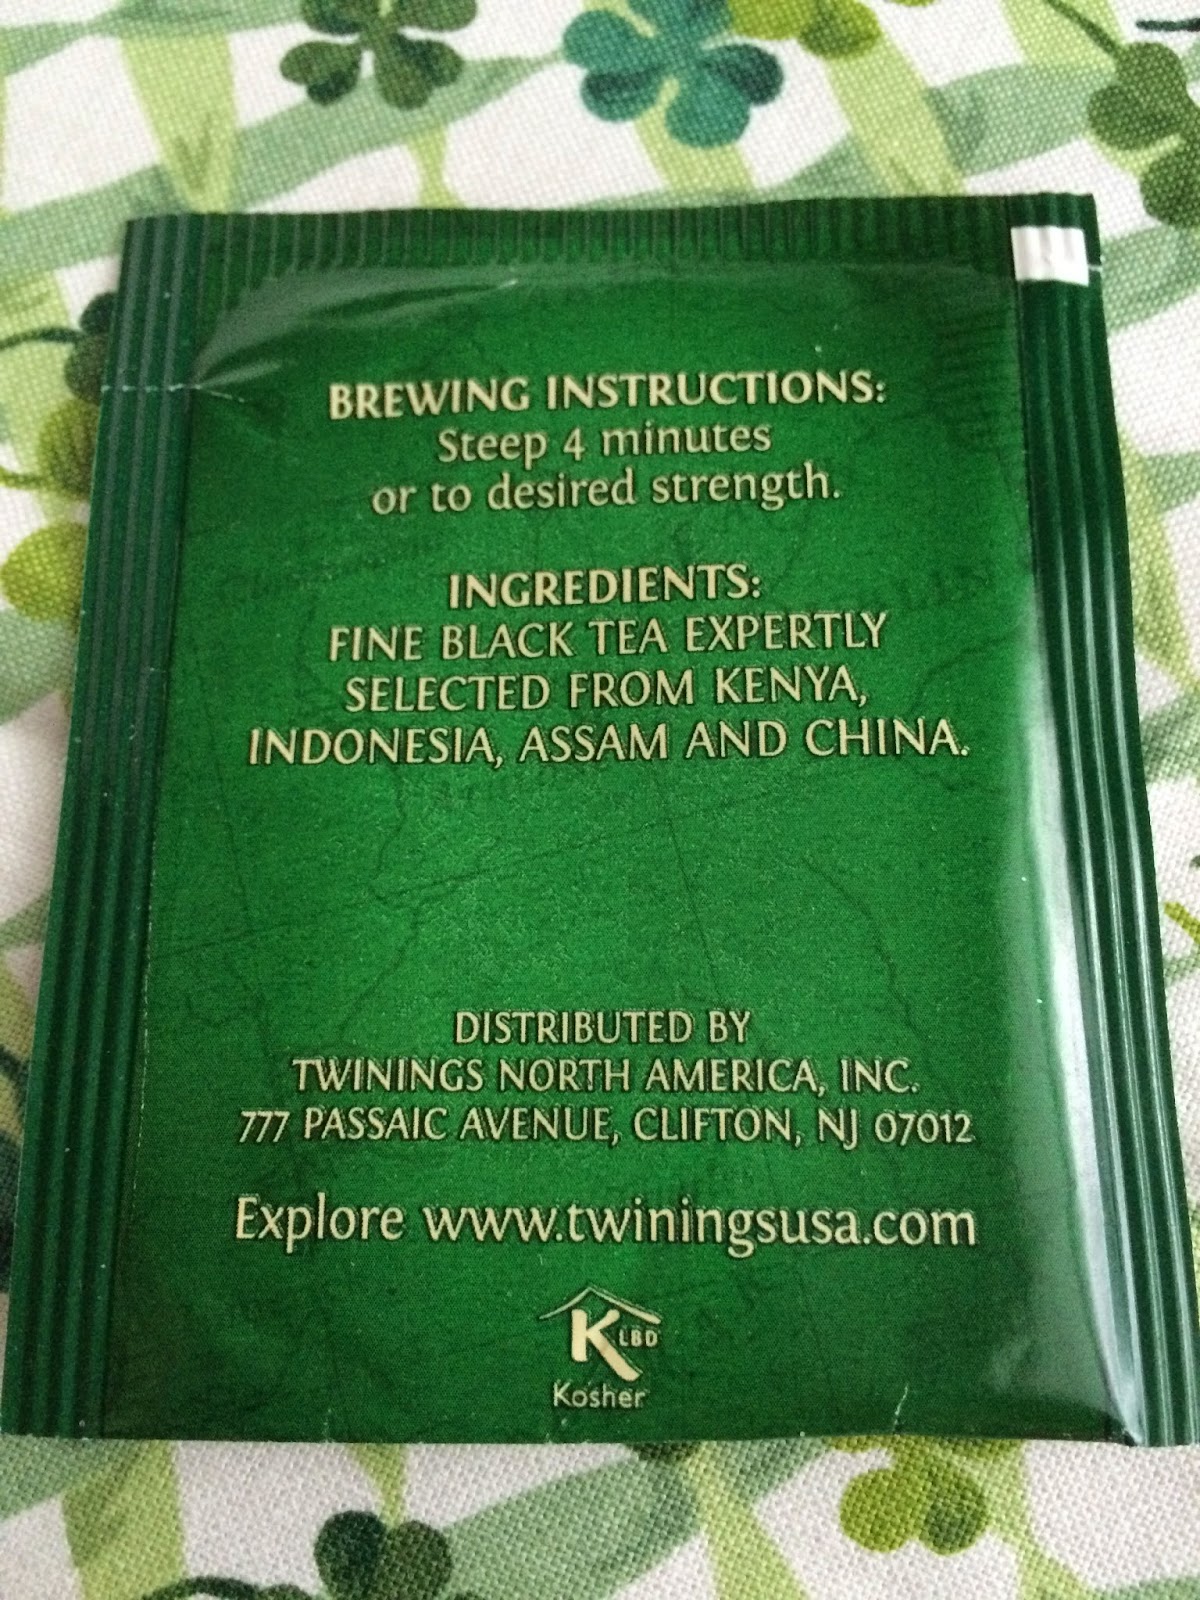 BREWING INSTRUCTIONS:
Steep 4 minutes
or to desired strength.
INGREDIENTS:
FINE BLACK TEA EXPERTLY
SELECTED FROM KENYA,
INDONESIA, ASSAM AND CHINA.
DISTRIBUTED BY
TWININGS NORTH AMERICA, INC.
777 PASSAIC AVENUE, CLIFTON, NJ 07012
Explore www.twiningsusa.com
K LBD
Kosher